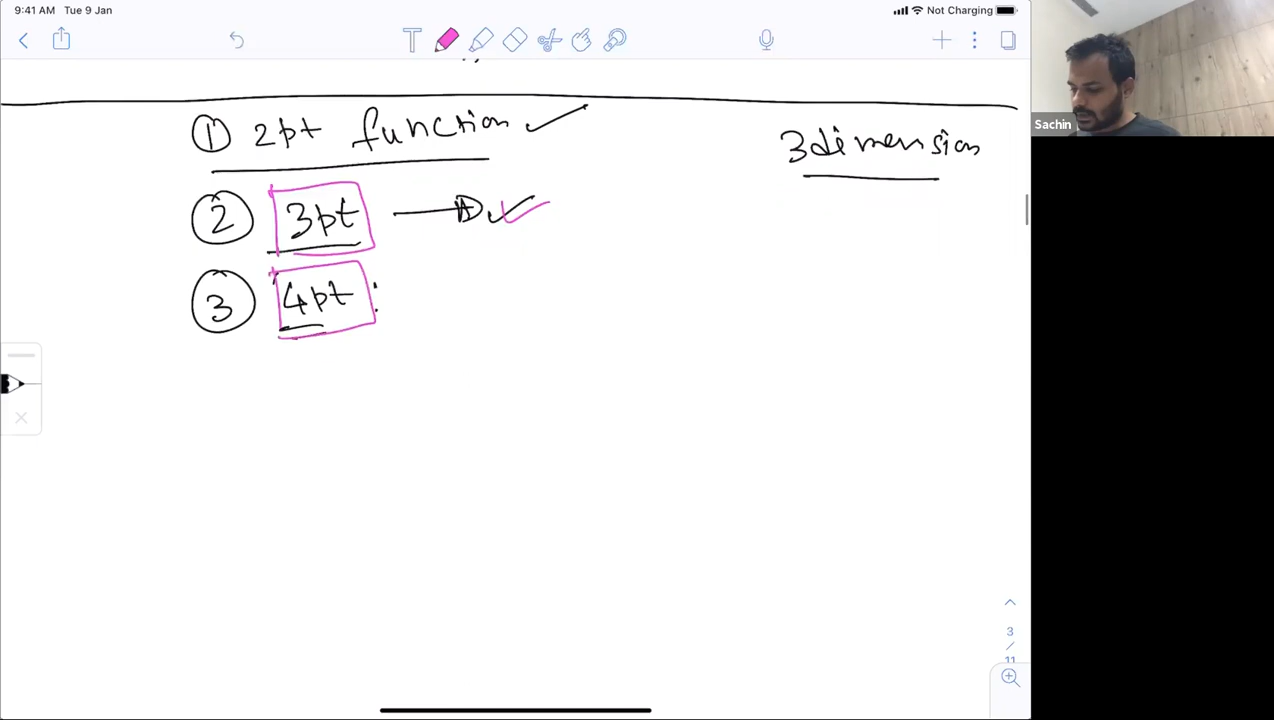 9:41 AM Tue 9 Jan
Not Charging
Sachin
① 2pt function ✓
3dimension
② 3pt
③ 4pt :
3
/
11